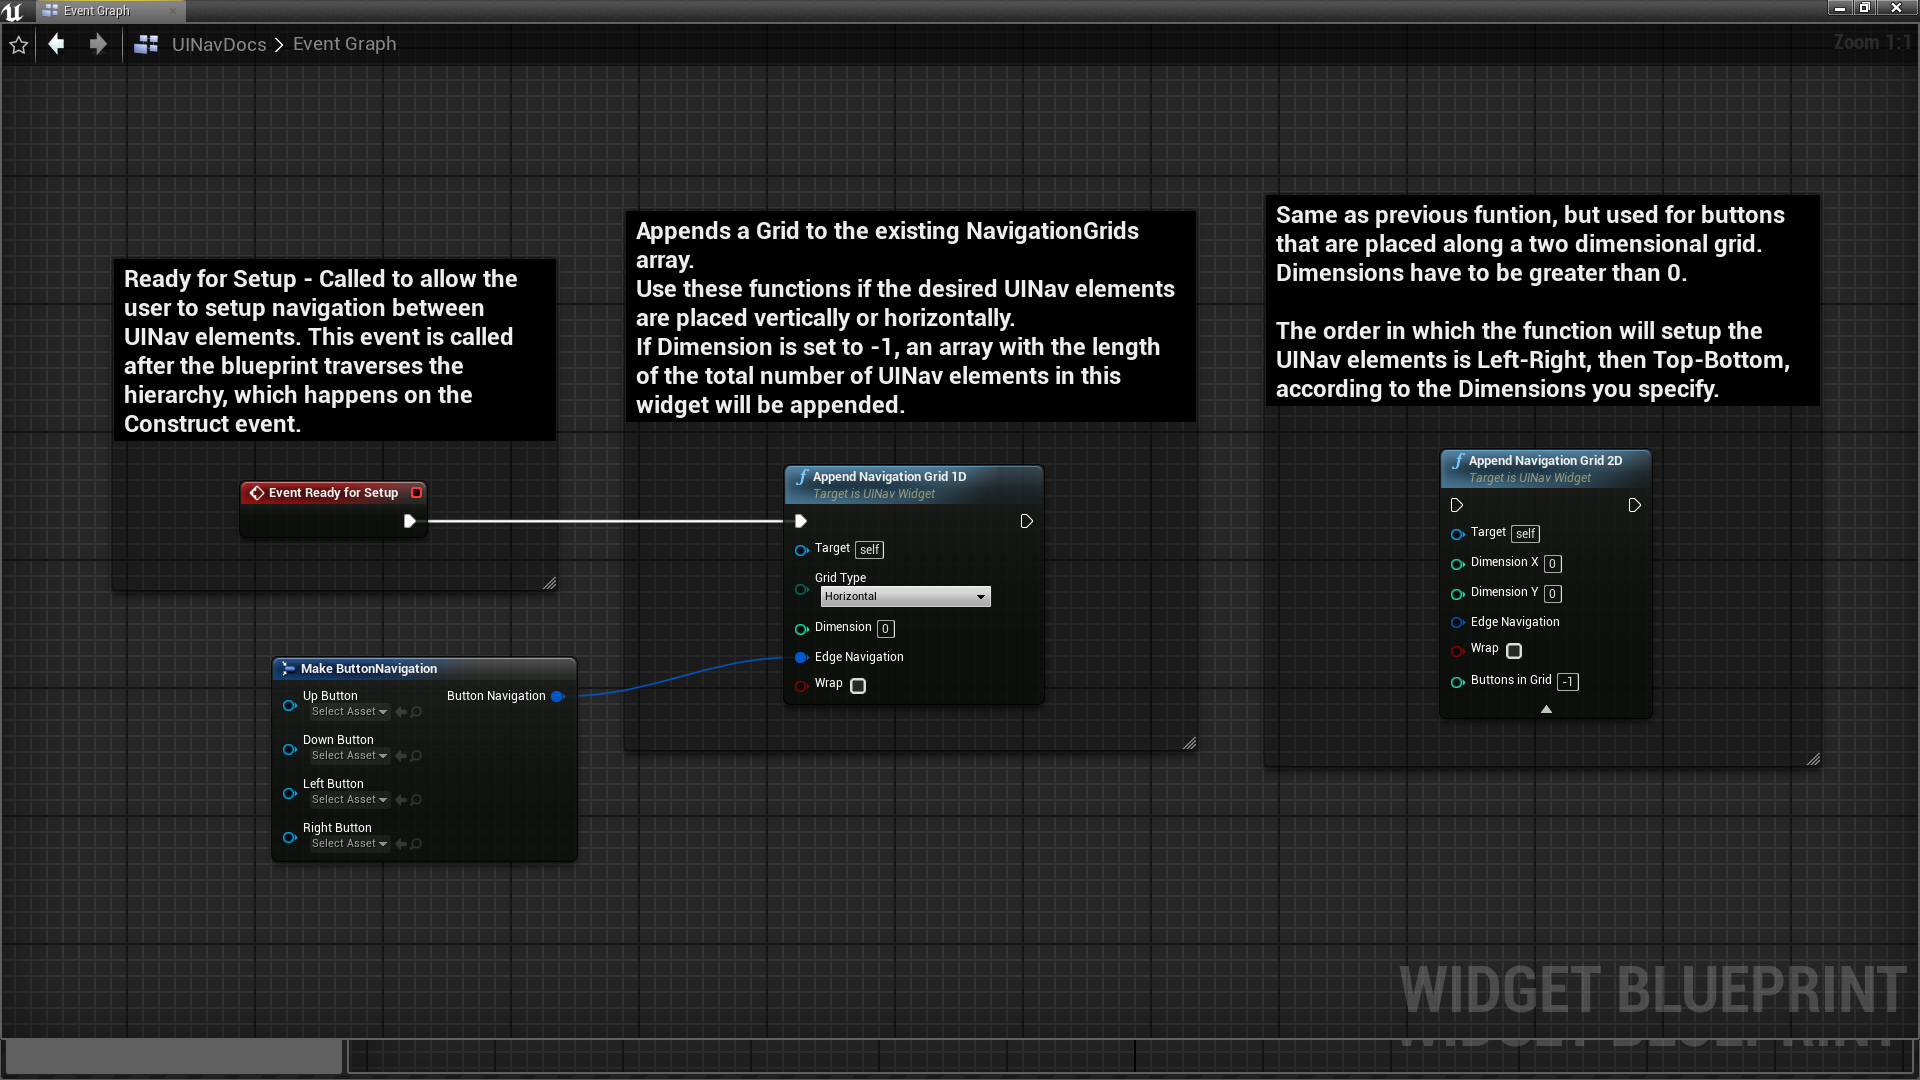 Event Graph
UINavDocs > Event Graph
Zoom 1:1
Ready for Setup - Called to allow the
user to setup navigation between
UINav elements. This event is called
after the blueprint traverses the
hierarchy, which happens on the
Construct event.
Event Ready for Setup
Make ButtonNavigation
Up Button
Select Asset
Button Navigation
Down Button
Select Asset
Left Button
Select Asset
Right Button
Select Asset
Appends a Grid to the existing NavigationGrids
array.
Use these functions if the desired UINav elements
are placed vertically or horizontally.
If Dimension is set to -1, an array with the length
of the total number of UINav elements in this
widget will be appended.
f Append Navigation Grid 1D
Target is UINav Widget
Target self
Grid Type
Horizontal
Dimension 0
Edge Navigation
Wrap
Same as previous funtion, but used for buttons
that are placed along a two dimensional grid.
Dimensions have to be greater than 0.
The order in which the function will setup the
UINav elements is Left-Right, then Top-Bottom,
according to the Dimensions you specify.
f Append Navigation Grid 2D
Target is UINav Widget
Target self
Dimension X 0
Dimension Y 0
Edge Navigation
Wrap
Buttons in Grid -1
WIDGET BLUEPRINT
WIDGET BLUEPRINT